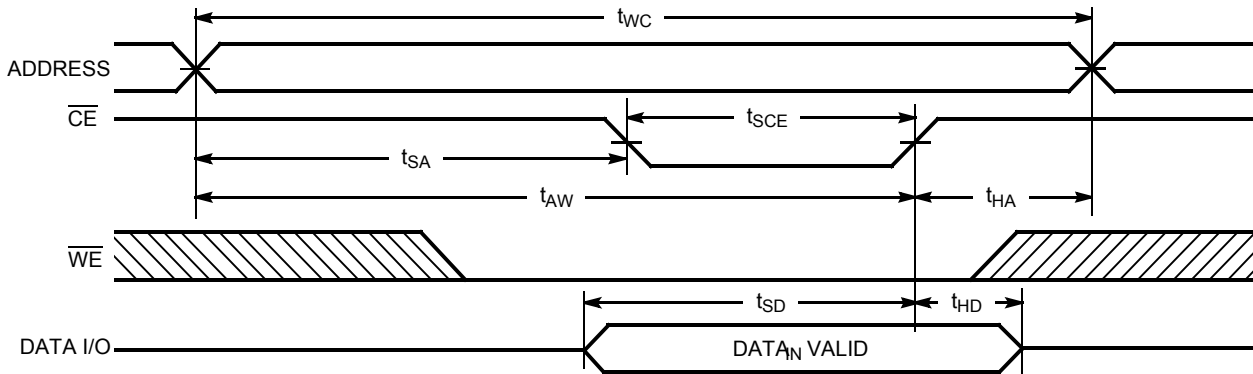 tWC
ADDRESS
CE
tSCE
tSA
tAW
tHA
WE
tSD
tHD
DATA I/O
DATAIN VALID